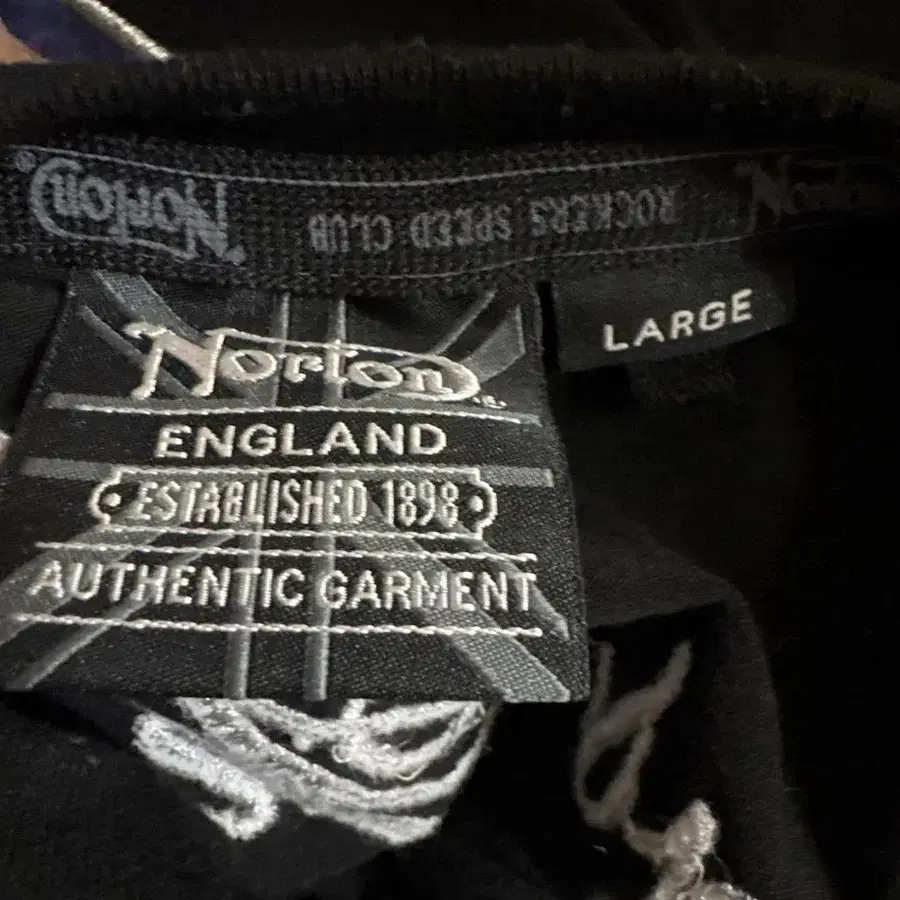 Norton ROCKERS SPEED CLUB Norton
LARGE
Norton
ENGLAND
ESTABLISHED 1898
AUTHENTIC GARMENT